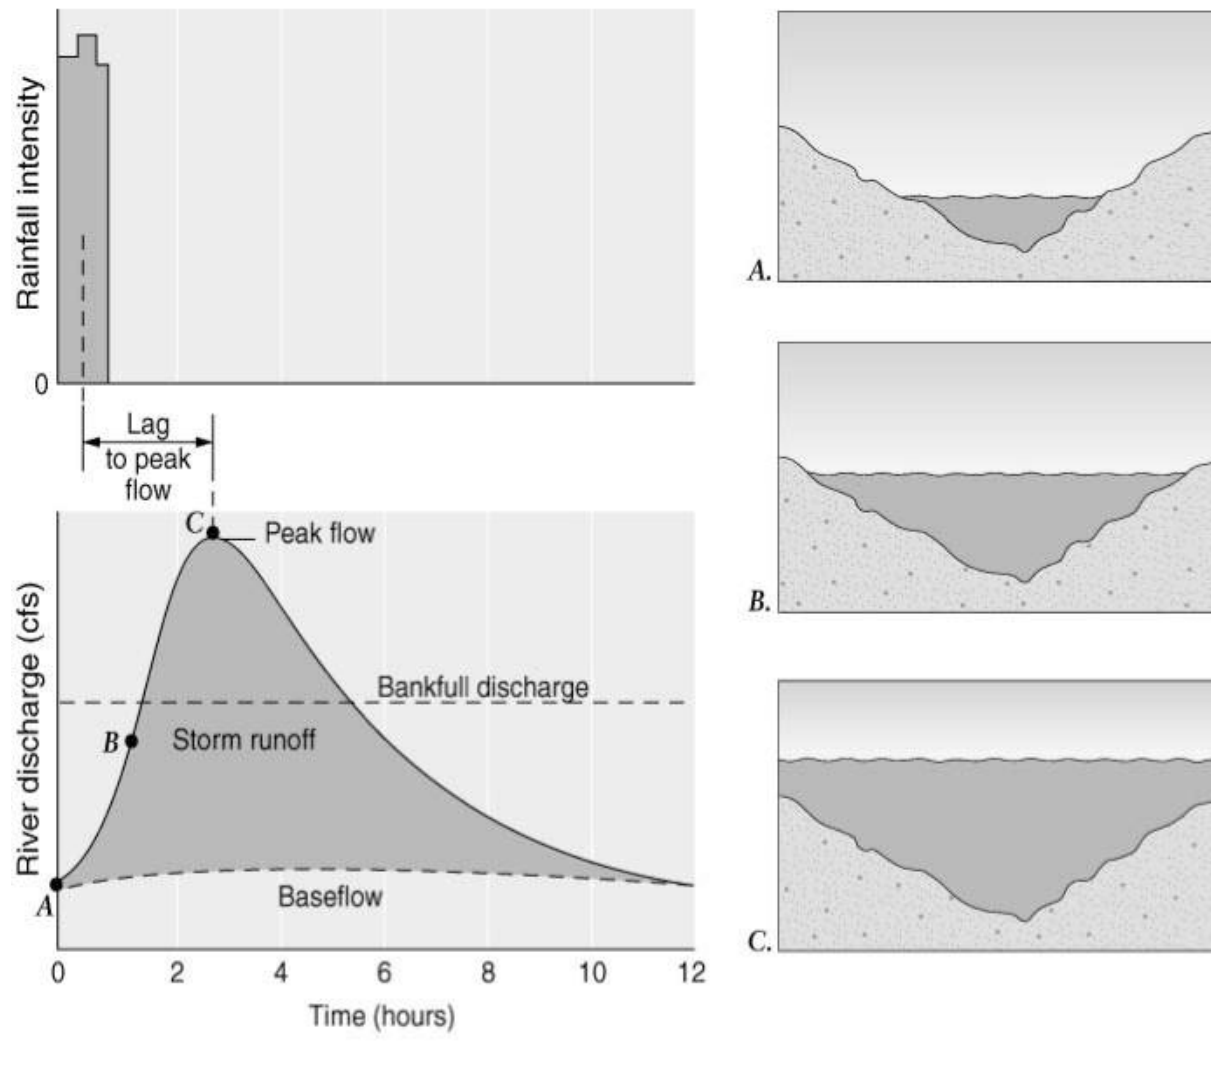 Rainfall intensity
0
Lag
to peak
flow
C
Peak flow
River discharge (cfs)
Bankfull discharge
B
Storm runoff
A
Baseflow
0 2 4 6 8 10 12
Time (hours)
A.
B.
C.